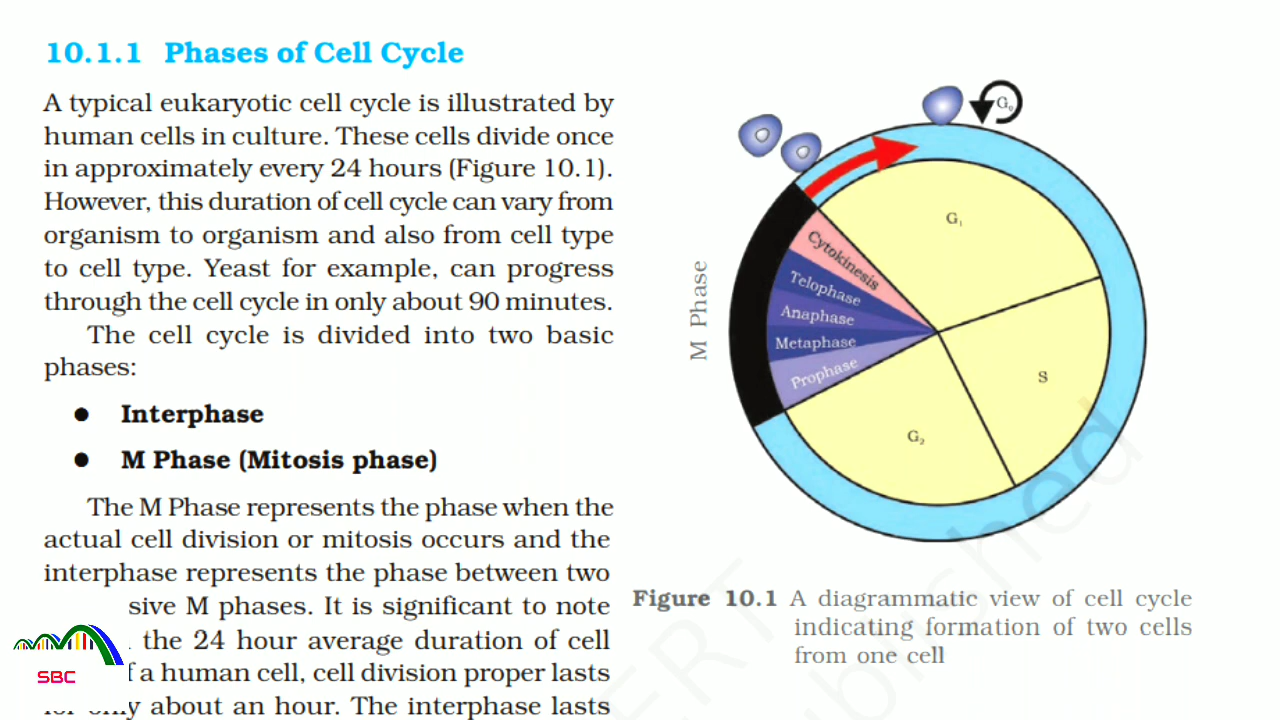 10.1.1 Phases of Cell Cycle
A typical eukaryotic cell cycle is illustrated by
human cells in culture. These cells divide once
in approximately every 24 hours (Figure 10.1).
However, this duration of cell cycle can vary from
organism to organism and also from cell type
to cell type. Yeast for example, can progress
through the cell cycle in only about 90 minutes.
The cell cycle is divided into two basic
phases:
● Interphase
● M Phase (Mitosis phase)
The M Phase represents the phase when the
actual cell division or mitosis occurs and the
interphase represents the phase between two
sive M phases. It is significant to note
the 24 hour average duration of cell
f a human cell, cell division proper lasts
only about an hour. The interphase lasts
SBC
G₀
G₁
S
G₂
Cytokinesis
Telophase
Anaphase
Metaphase
Prophase
M Phase
Figure 10.1 A diagrammatic view of cell cycle
indicating formation of two cells
from one cell